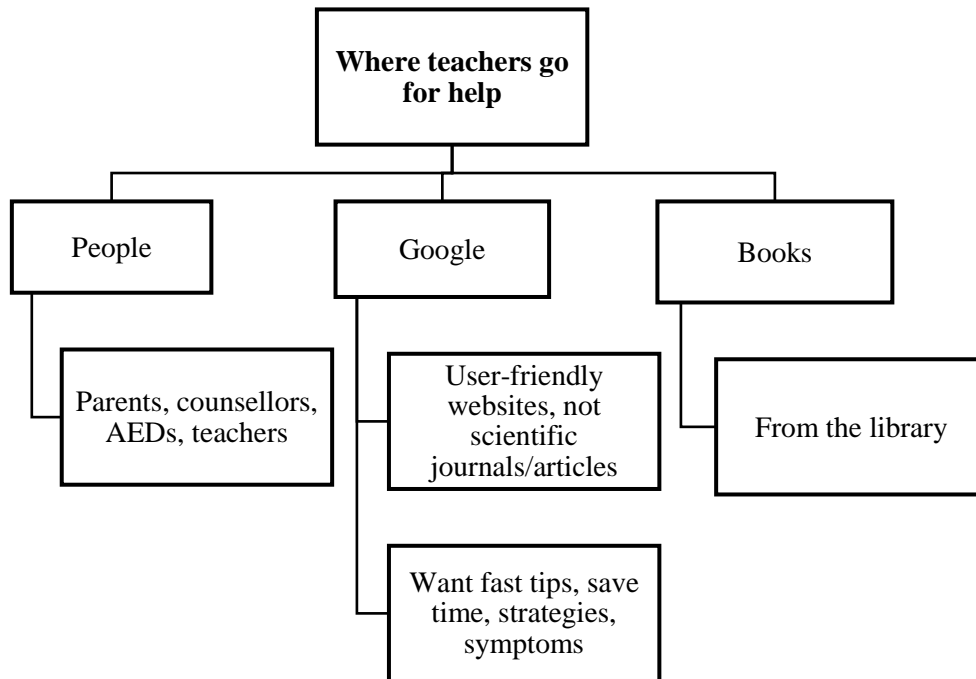 Where teachers go
for help
People
Google
Books
Parents, counsellors,
AEDs, teachers
User-friendly
websites, not
scientific
journals/articles
From the library
Want fast tips, save
time, strategies,
symptoms